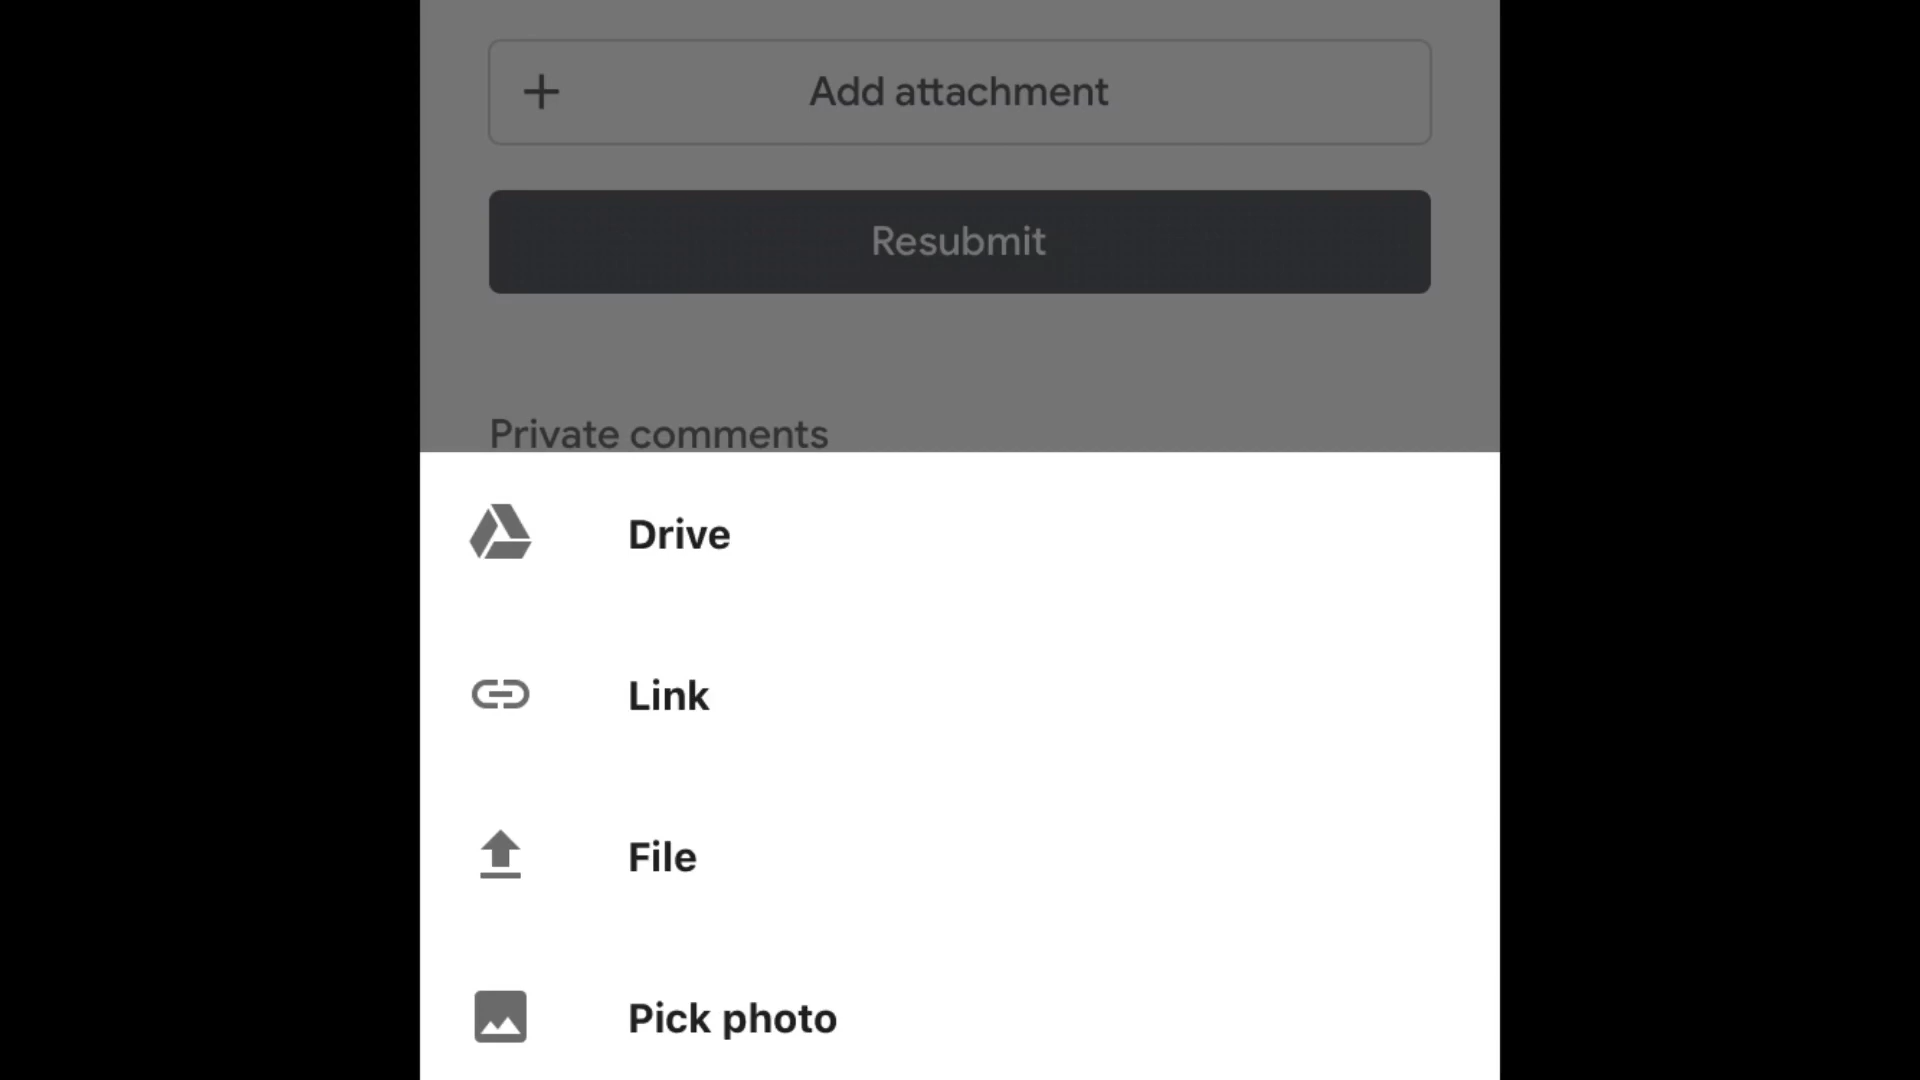 Add attachment
Resubmit
Private comments
Drive
Link
File
Pick photo